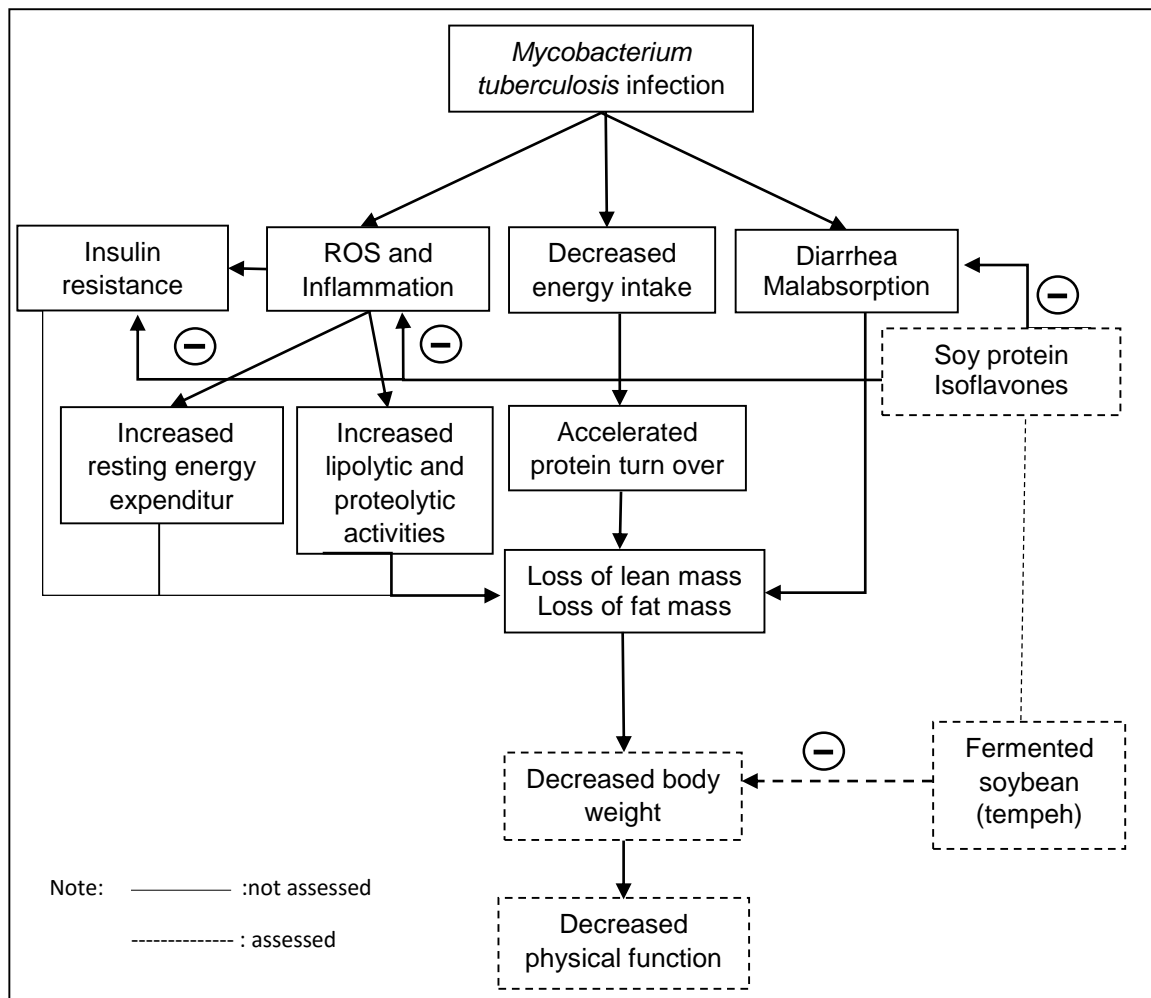 Mycobacterium
tuberculosis infection
Insulin
resistance
ROS and
Inflammation
Decreased
energy intake
Diarrhea
Malabsorption
Soy protein
Isoflavones
Increased
resting energy
expenditur
Increased
lipolytic and
proteolytic
activities
Accelerated
protein turn over
Loss of lean mass
Loss of fat mass
Decreased body
weight
Fermented
soybean
(tempeh)
Note: :not assessed
: assessed
Decreased
physical function